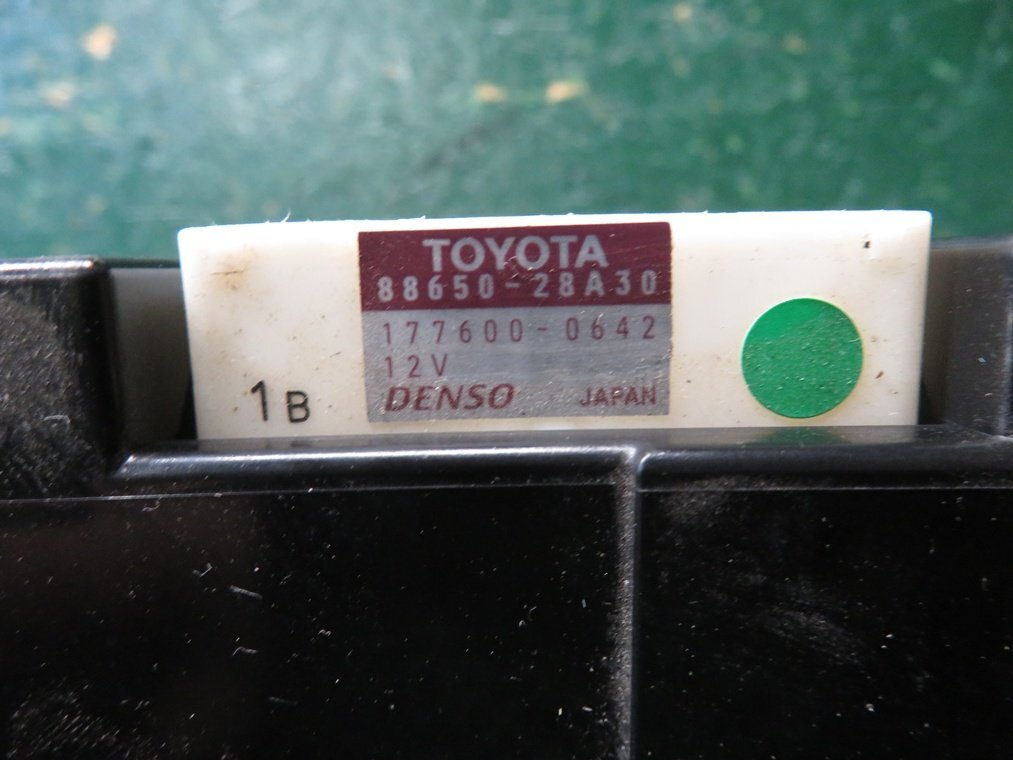 TOYOTA
88650-28A30
177600-0642
12V
DENSO JAPAN
1B